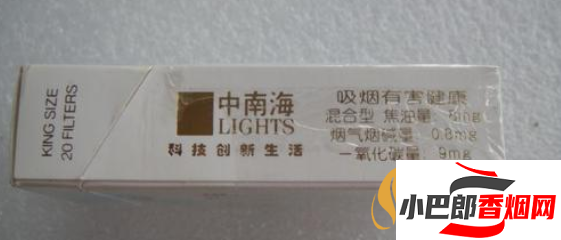 KING SIZE
20 FILTERS
中南海
LIGHTS
科技创新生活
吸烟有害健康
混合型 焦油量:
烟气烟碱量: 0.8mg
一氧化碳量: 9mg
小巴郎香烟网